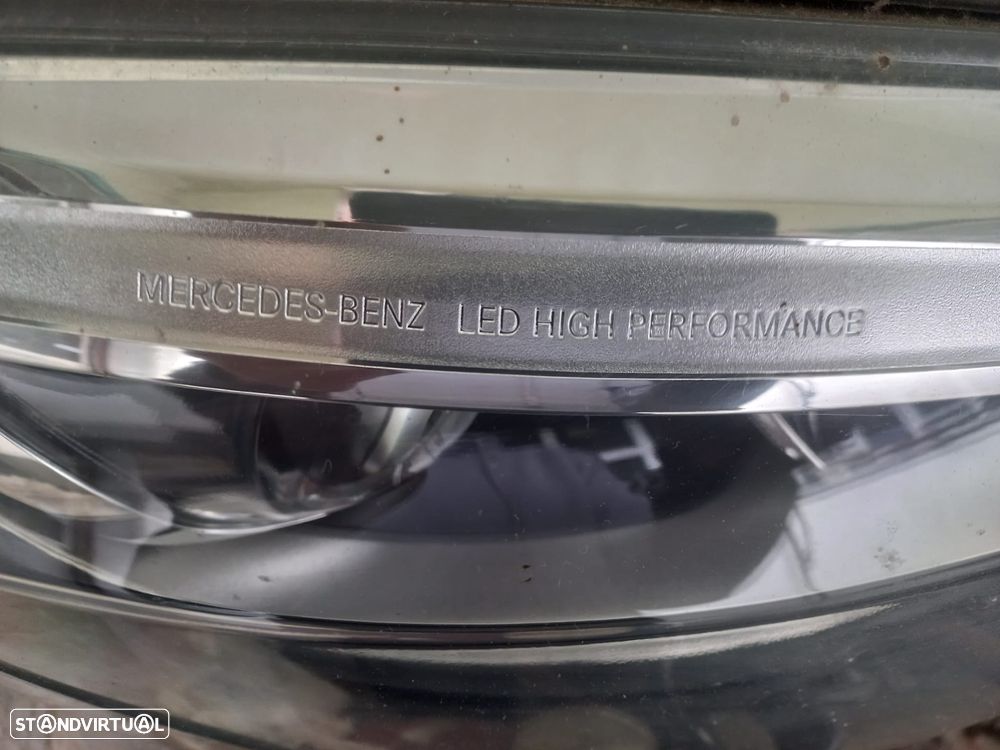 MERCEDES-BENZ LED HIGH PERFORMANCE
STANDVIRTUAL